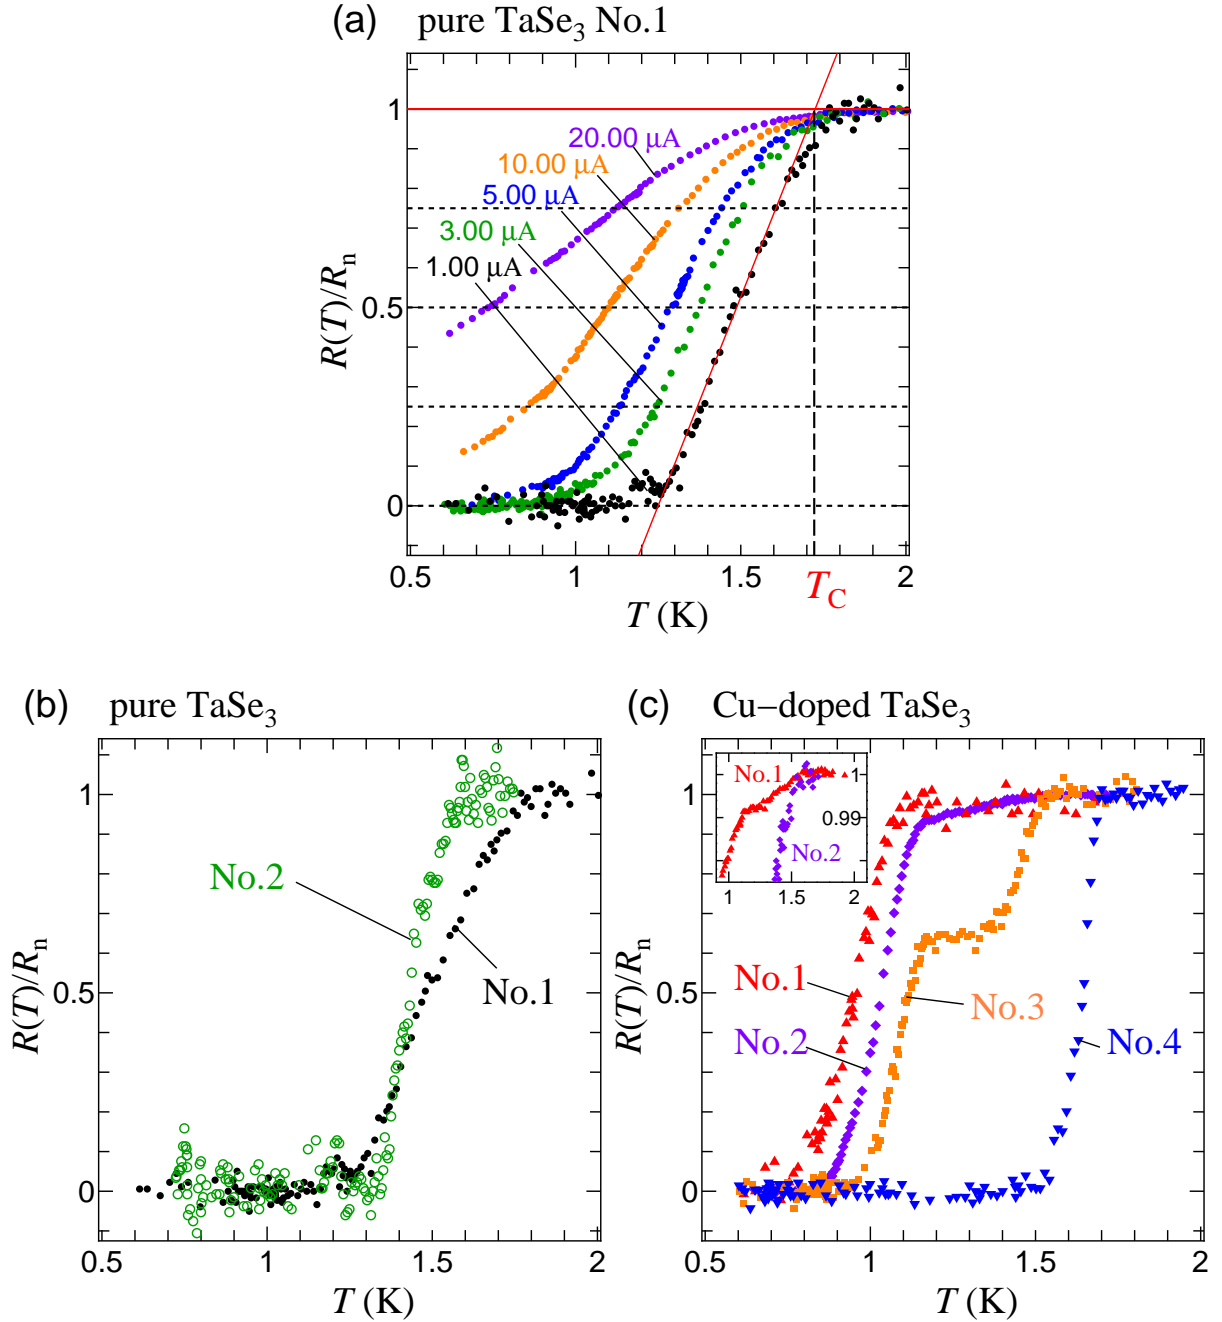 (a) pure TaSe3 No.1
1
0.5
0
R(T)/Rn
20.00 μA
10.00 μA
5.00 μA
3.00 μA
1.00 μA
0.5 1 1.5 2
TC
T (K)
(b) pure TaSe3
1
0.5
0
R(T)/Rn
No.2
No.1
0.5 1 1.5 2
T (K)
(c) Cu−doped TaSe3
1
0.5
0
R(T)/Rn
No.1
No.2
1
0.99
1 1.5 2
No.1
No.2
No.3
No.4
0.5 1 1.5 2
T (K)